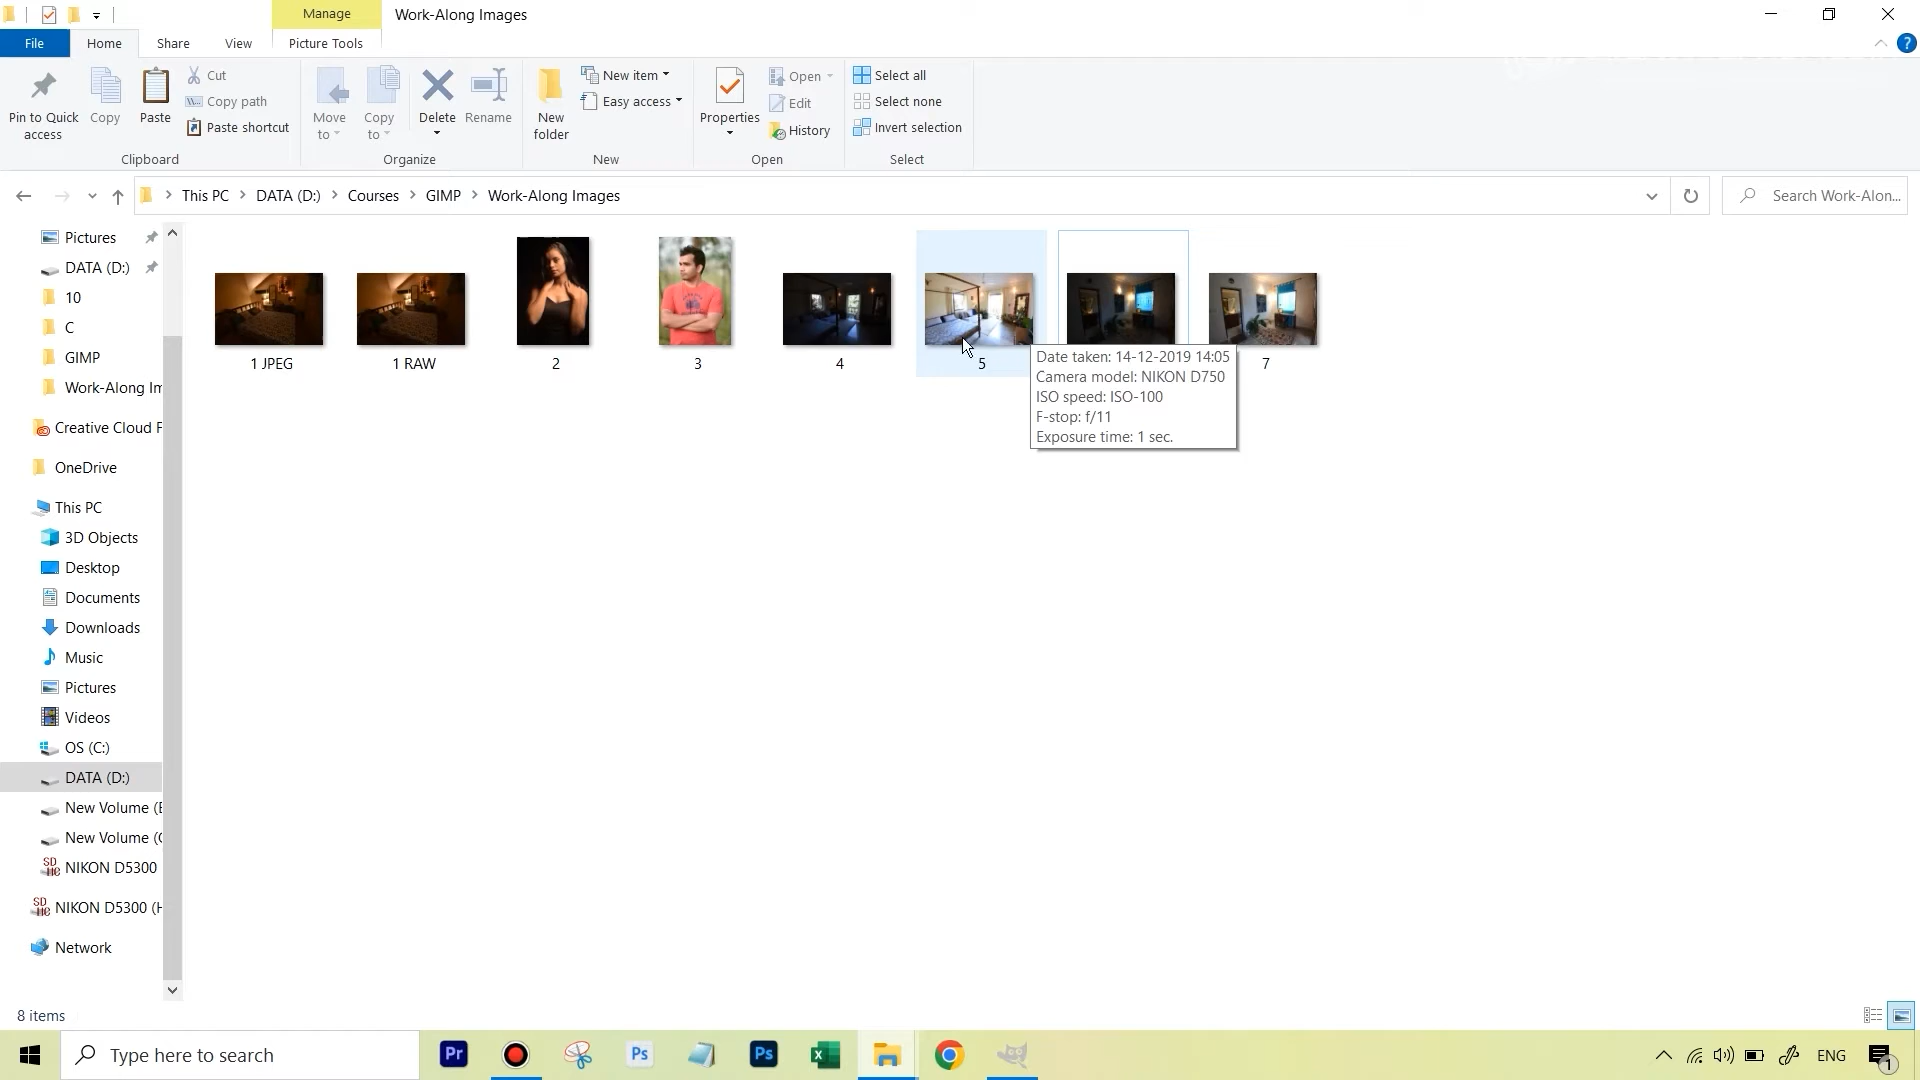 Manage
Work-Along Images
File
Home
Share
View
Picture Tools
?
Pin to Quick access
Copy
Paste
Cut
Copy path
Paste shortcut
Clipboard
Move to
Copy to
Delete
Rename
Organize
New folder
New item
Easy access
New
Properties
Open
Edit
History
Open
Select all
Select none
Invert selection
Select
This PC > DATA (D:) > Courses > GIMP > Work-Along Images
Search Work-Alon...
Pictures
DATA (D:)
10
C
GIMP
Work-Along Im
Creative Cloud F
OneDrive
This PC
3D Objects
Desktop
Documents
Downloads
Music
Pictures
Videos
OS (C:)
DATA (D:)
New Volume (E
New Volume (G
NIKON D5300
NIKON D5300 (H
Network
1 JPEG
1 RAW
2
3
4
5
7
Date taken: 14-12-2019 14:05
Camera model: NIKON D750
ISO speed: ISO-100
F-stop: f/11
Exposure time: 1 sec.
8 items
Type here to search
Pr
Ps
Ps
X
ENG
1